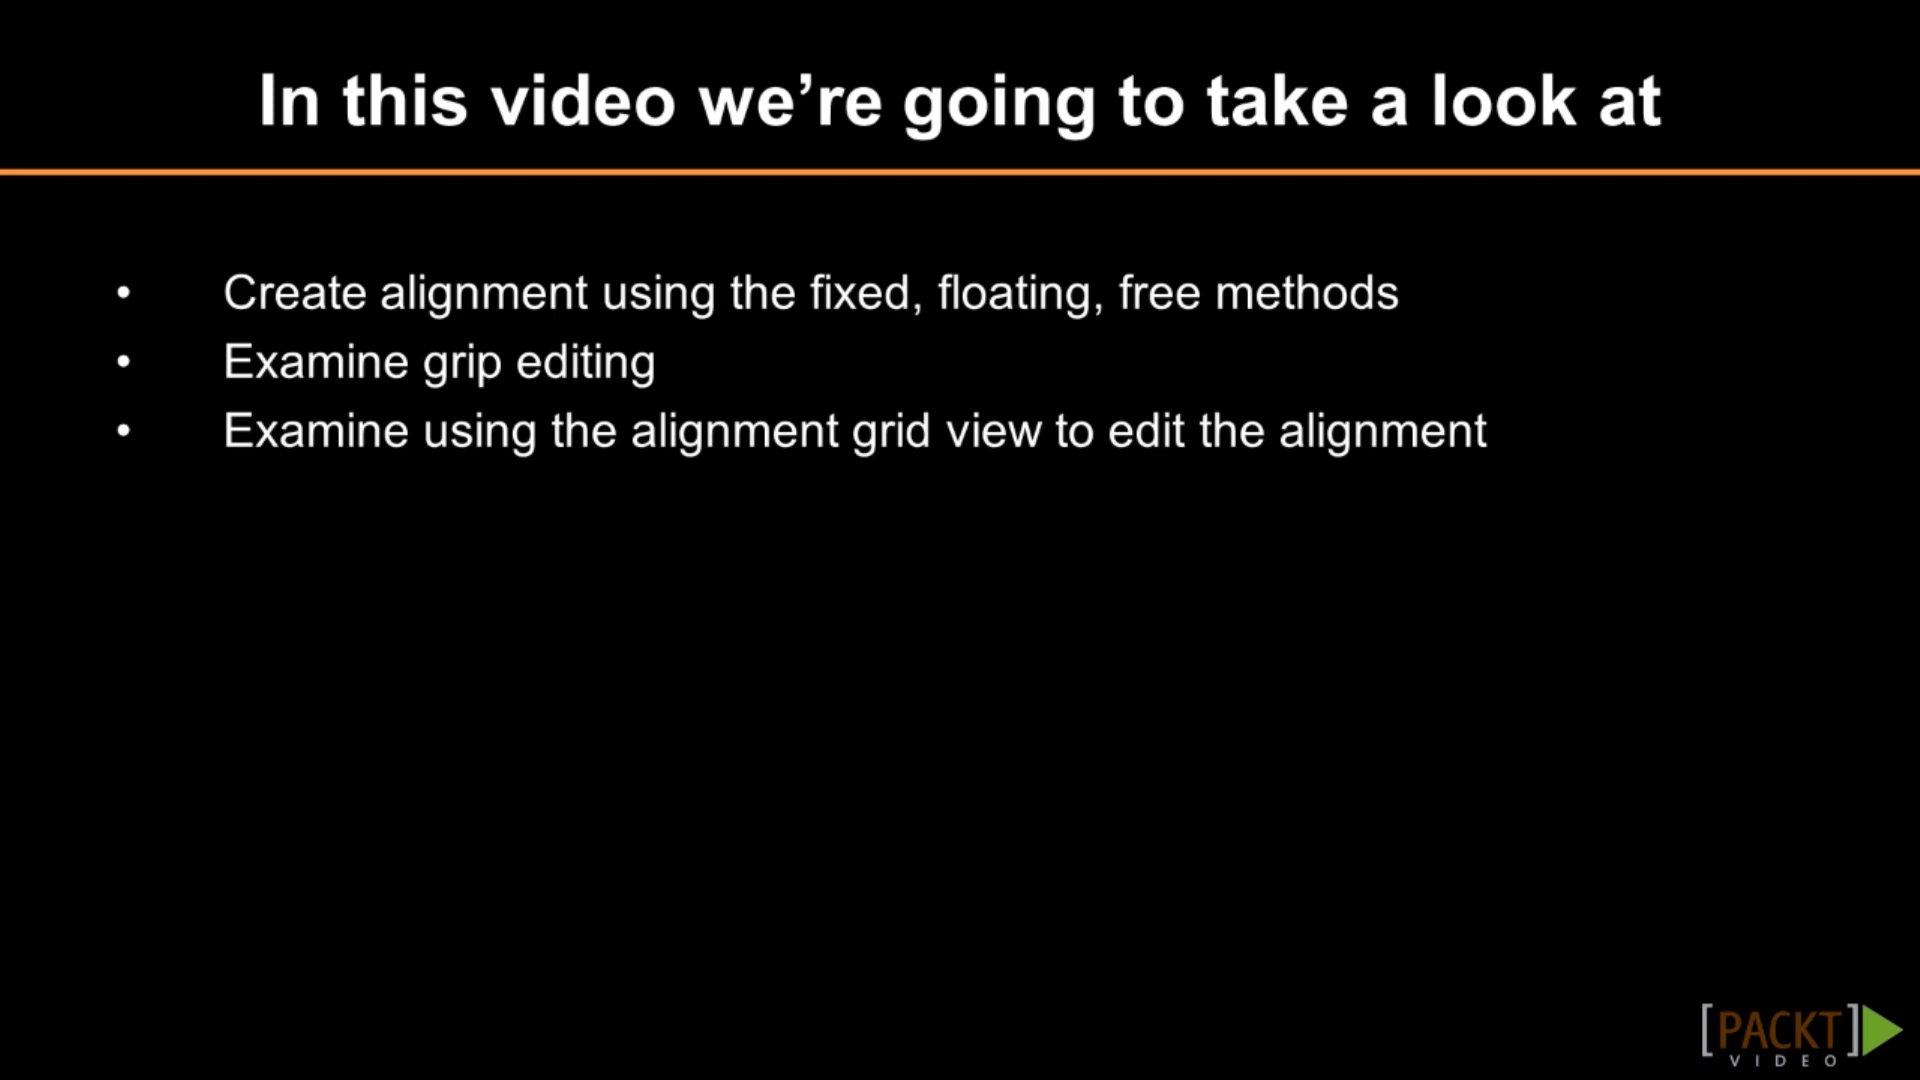 In this video we’re going to take a look at
• Create alignment using the fixed, floating, free methods
• Examine grip editing
• Examine using the alignment grid view to edit the alignment
[PACKT]
VIDEO